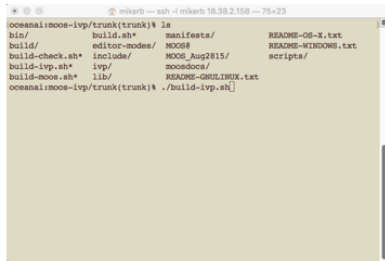 mikerb — ssh -l mikerb 18.38.2.158 — 75×23
oceanai:moos-ivp/trunk(trunk)% ls
bin/ build.sh* manifests/ README-OS-X.txt
build/ editor-modes/ MOOS@ README-WINDOWS.txt
build-check.sh* include/ MOOS_Aug2815/ scripts/
build-ivp.sh* ivp/ moosdocs/
build-moos.sh* lib/ README-GNULINUX.txt
oceanai:moos-ivp/trunk(trunk)% ./build-ivp.sh